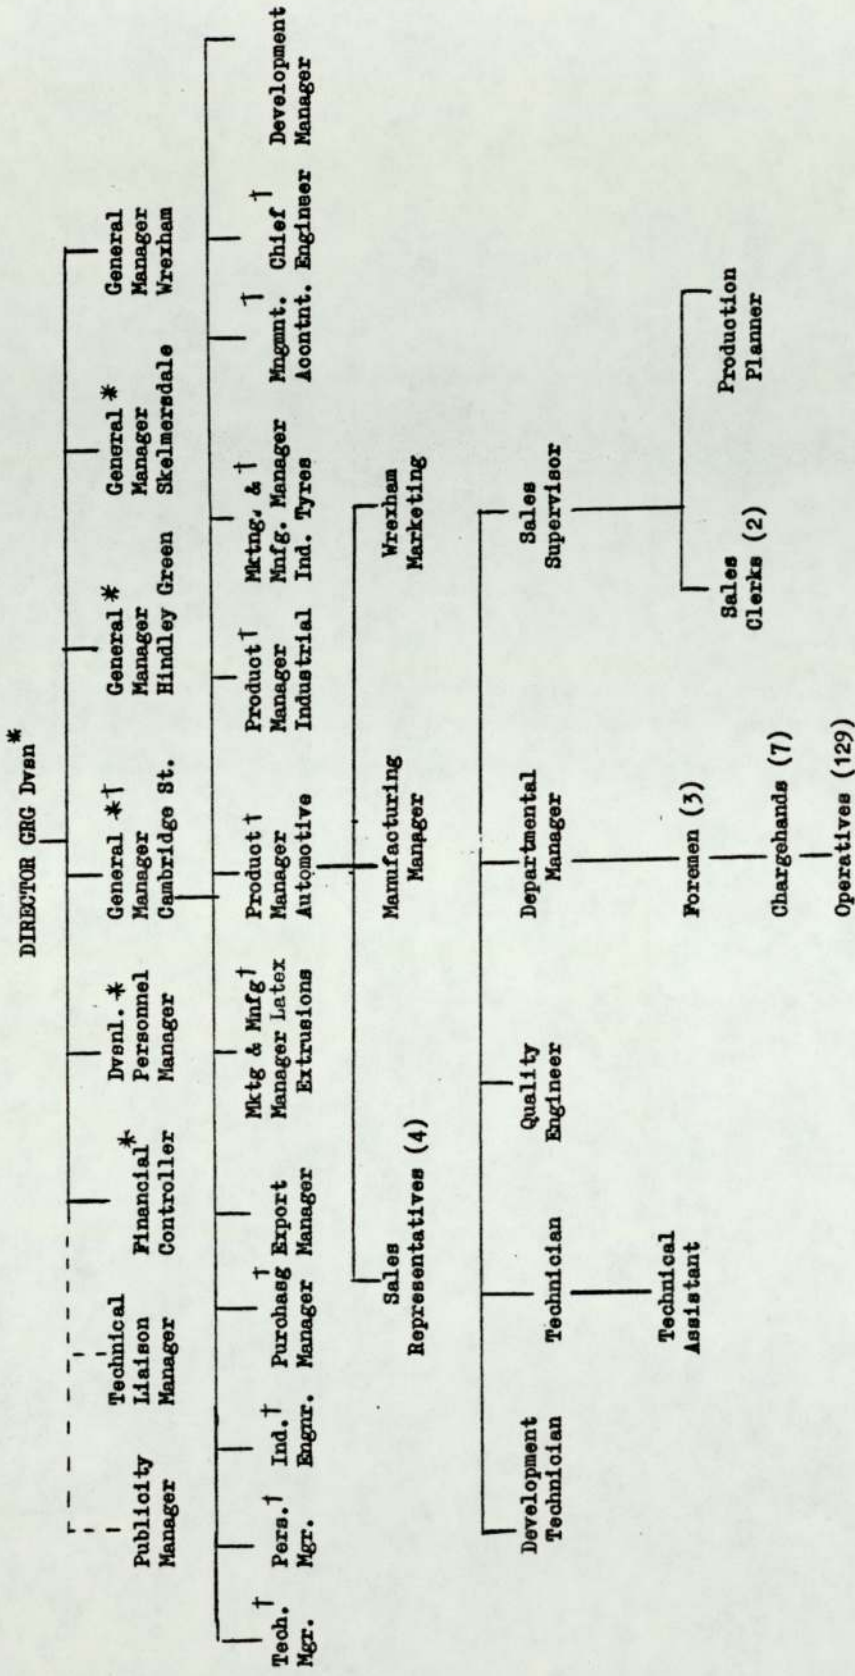 DIRECTOR GRG Dvsn*
Publicity
Manager
Technical
Liaison
Manager
Financial*
Controller
Dvsnl.*
Personnel
Manager
General *†
Manager
Cambridge St.
General*
Manager
Hindley Green
General*
Manager
Skelmersdale
General
Manager
Wrexham
Tech.†
Mgr.
Pers.†
Mgr.
Ind.†
Engnr.
Purchasg†
Manager
Export
Manager
Mktg & Mnfg†
Manager Latex
Extrusions
Product†
Manager
Automotive
Product†
Manager
Industrial
Mktng. & †
Mnfg. Manager
Ind. Tyres
Mngmnt.†
Acontnt.
Chief†
Engineer
Development
Manager
Sales
Representatives (4)
Manufacturing
Manager
Wrexham
Marketing
Development
Technician
Technician
Quality
Engineer
Departmental
Manager
Sales
Supervisor
Technical
Assistant
Foremen (3)
Sales
Clerks (2)
Production
Planner
Chargehands (7)
Operatives (129)